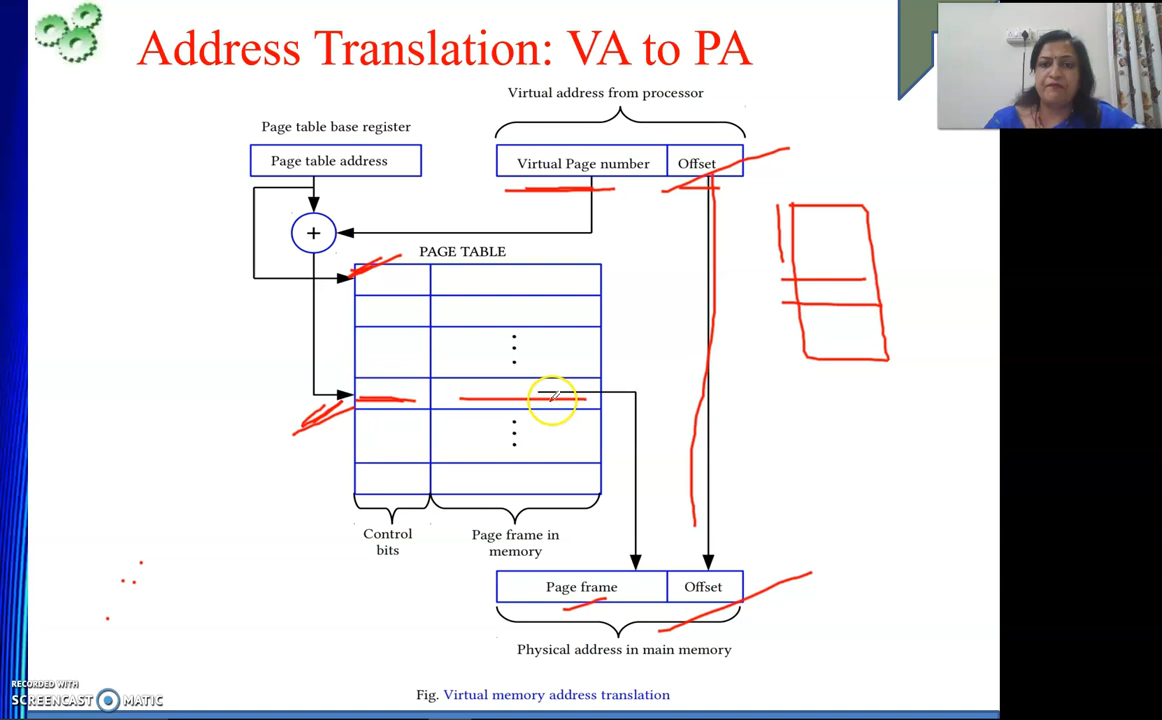 Address Translation: VA to PA
Virtual address from processor
Page table base register
Page table address
Virtual Page number
Offset
+
PAGE TABLE
Control
bits
Page frame in
memory
Page frame
Offset
Physical address in main memory
RECORDED WITH
SCREENCAST MATIC
Fig. Virtual memory address translation